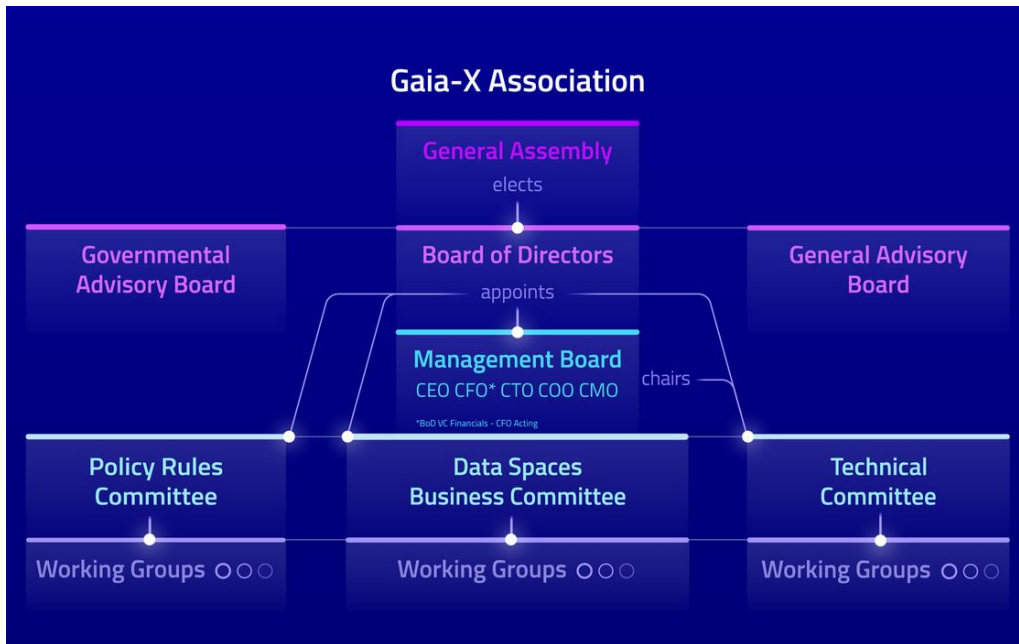 Gaia-X Association
General Assembly
elects
Governmental
Advisory Board
Board of Directors
General Advisory
Board
appoints
Management Board
CEO CFO* CTO COO CMO
chairs
*BoD VC Financials - CFO Acting
Policy Rules
Committee
Data Spaces
Business Committee
Technical
Committee
Working Groups
Working Groups
Working Groups